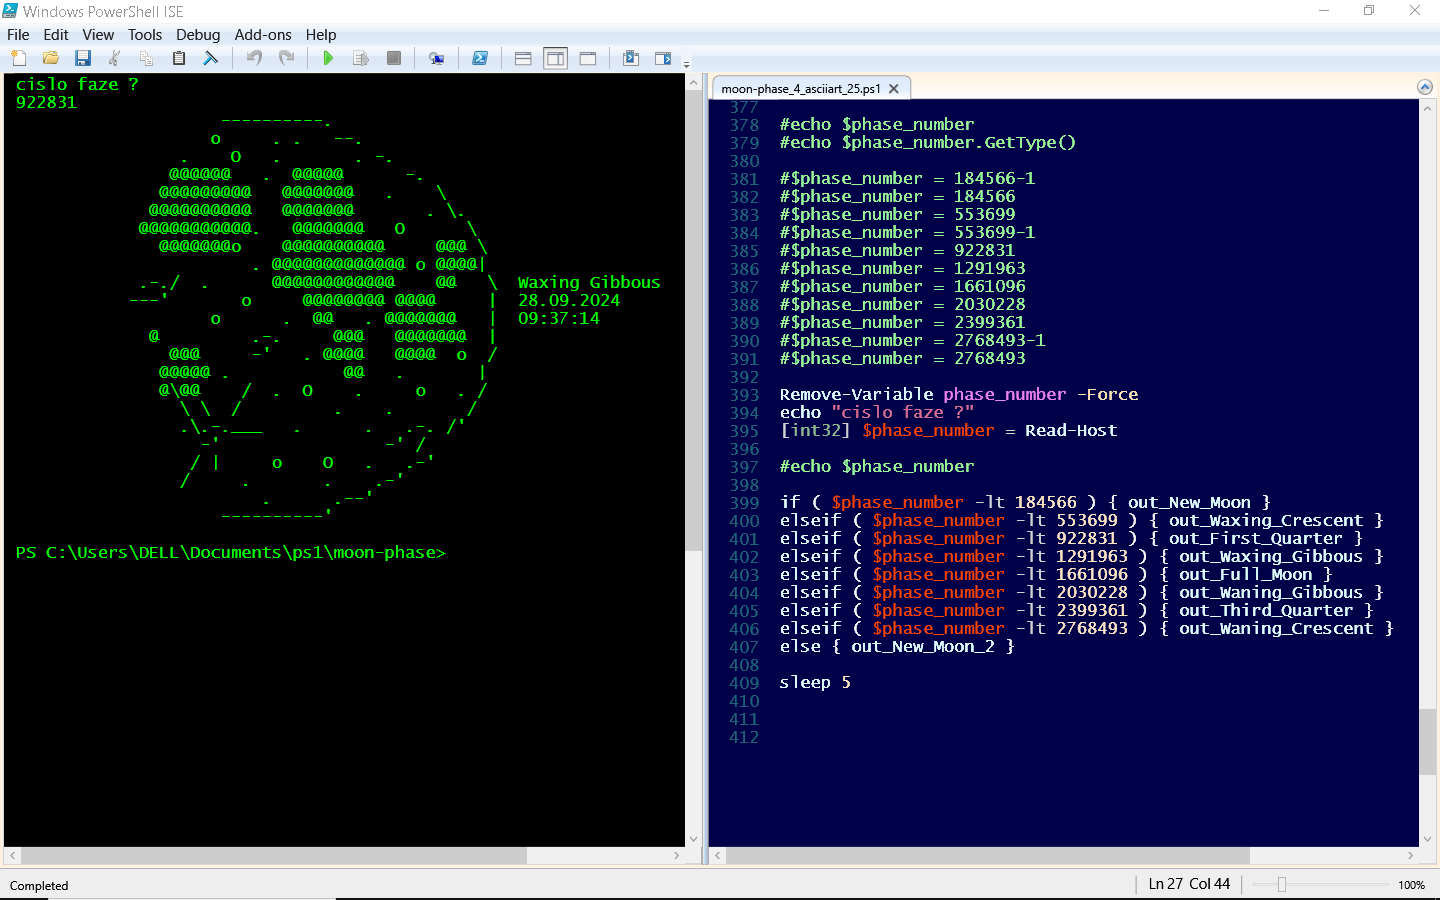 Windows PowerShell ISE
File Edit View Tools Debug Add-ons Help
cislo faze ?
922831
Waxing Gibbous
28.09.2024
09:37:14
PS C:\Users\DELL\Documents\ps1\moon-phase>
moon-phase_4_asciiart_25.ps1
377
378 #echo $phase_number
379 #echo $phase_number.GetType()
380
381 #$phase_number = 184566-1
382 #$phase_number = 184566
383 #$phase_number = 553699
384 #$phase_number = 553699-1
385 #$phase_number = 922831
386 #$phase_number = 1291963
387 #$phase_number = 1661096
388 #$phase_number = 2030228
389 #$phase_number = 2399361
390 #$phase_number = 2768493-1
391 #$phase_number = 2768493
392
393 Remove-Variable phase_number -Force
394 echo "cislo faze ?"
395 [int32] $phase_number = Read-Host
396
397 #echo $phase_number
398
399 if ( $phase_number -lt 184566 ) { out_New_Moon }
400 elseif ( $phase_number -lt 553699 ) { out_Waxing_Crescent }
401 elseif ( $phase_number -lt 922831 ) { out_First_Quarter }
402 elseif ( $phase_number -lt 1291963 ) { out_Waxing_Gibbous }
403 elseif ( $phase_number -lt 1661096 ) { out_Full_Moon }
404 elseif ( $phase_number -lt 2030228 ) { out_Waning_Gibbous }
405 elseif ( $phase_number -lt 2399361 ) { out_Third_Quarter }
406 elseif ( $phase_number -lt 2768493 ) { out_Waning_Crescent }
407 else { out_New_Moon_2 }
408
409 sleep 5
410
411
412
Completed
Ln 27 Col 44
100%